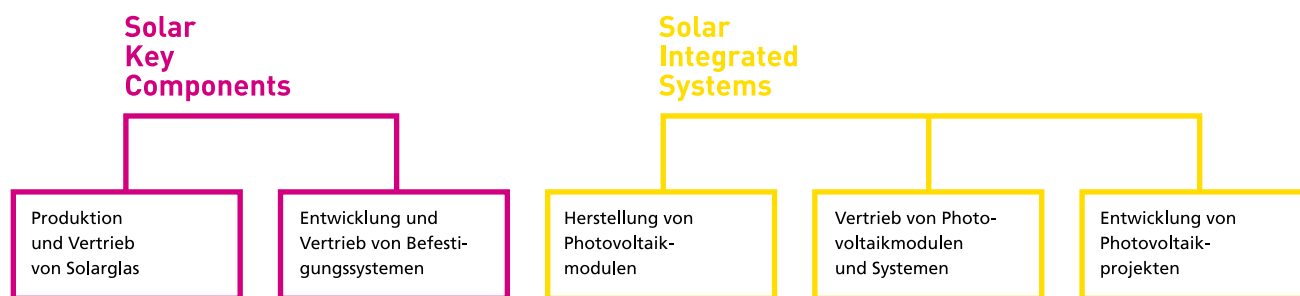 Solar
Key
Components
Solar
Integrated
Systems
Produktion
und Vertrieb
von Solarglas
Entwicklung und
Vertrieb von Befesti-
gungssystemen
Herstellung von
Photovoltaik-
modulen
Vertrieb von Photo-
voltaikmodulen
und Systemen
Entwicklung von
Photovoltaik-
projekten